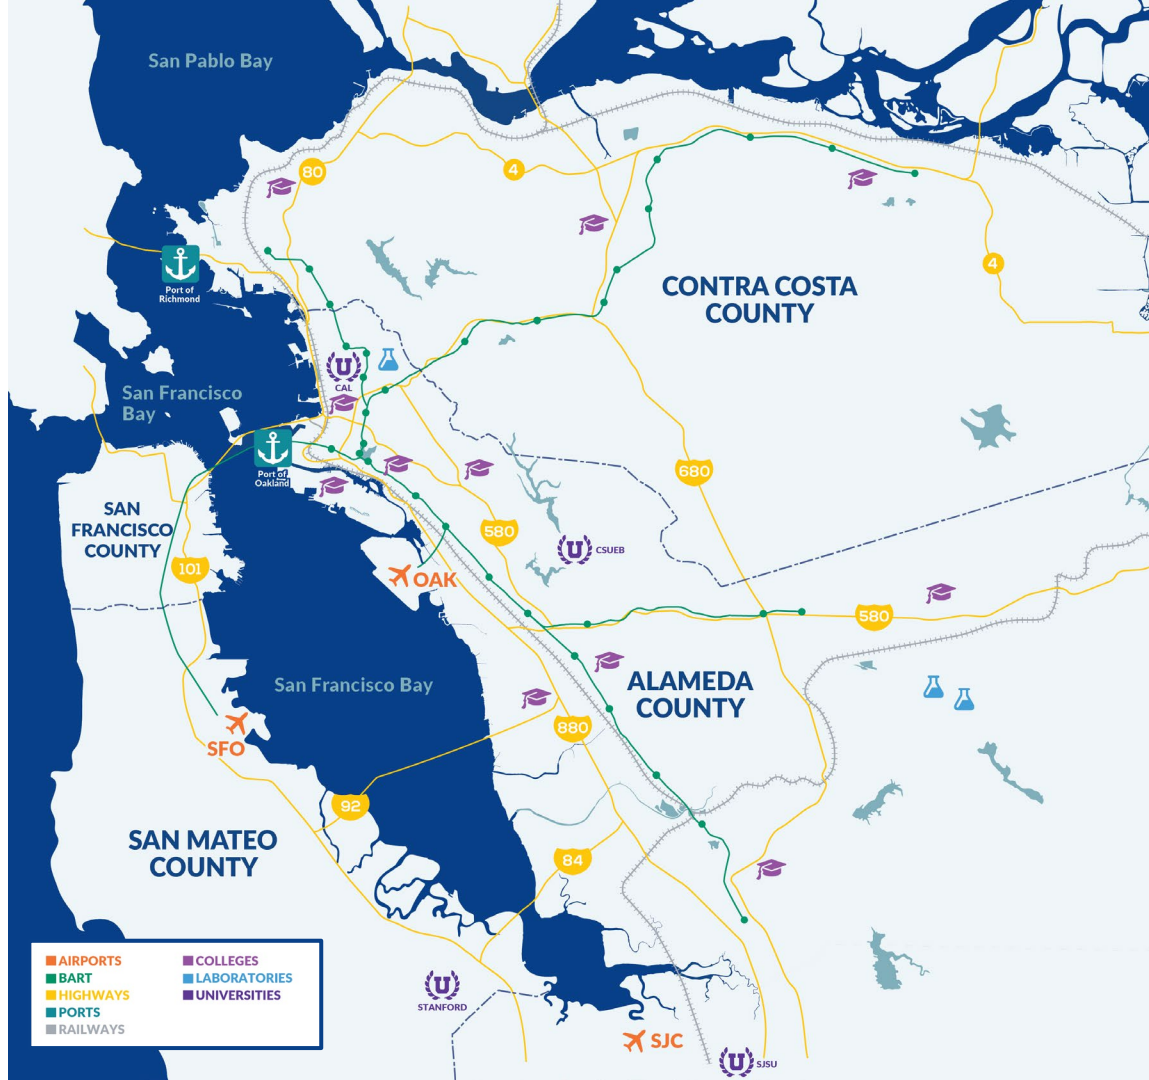 San Pablo Bay
80
4
4
Port of
Richmond
CONTRA COSTA
COUNTY
CAL
San Francisco
Bay
Port of
Oakland
680
SAN
FRANCISCO
COUNTY
580
CSUEB
101
OAK
580
San Francisco Bay
ALAMEDA
COUNTY
880
SFO
92
SAN MATEO
COUNTY
84
AIRPORTS
BART
HIGHWAYS
PORTS
RAILWAYS
COLLEGES
LABORATORIES
UNIVERSITIES
STANFORD
SJC
SJSU